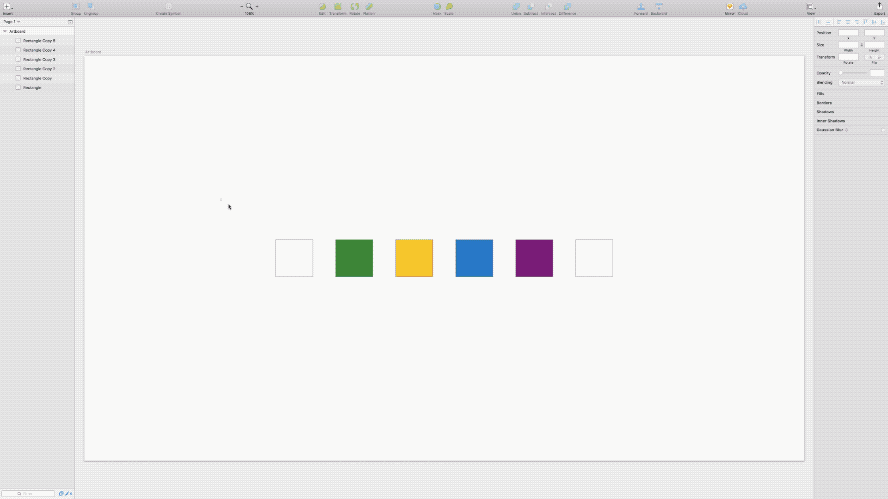 Insert
Group Ungroup
Create Symbol
100%
Edit Transform Rotate Flatten
Mask Scale
Union Subtract Intersect Difference
Forward Backward
Mirror Cloud
View
Export
Page 1
Artboard
Rectangle Copy 5
Rectangle Copy 4
Rectangle Copy 3
Rectangle Copy 2
Rectangle Copy
Rectangle
Artboard
Position
X Y
Size
Width Height
Transform
Rotate Flip
Opacity
Blending Normal
Fills
Borders
Shadows
Inner Shadows
Gaussian Blur